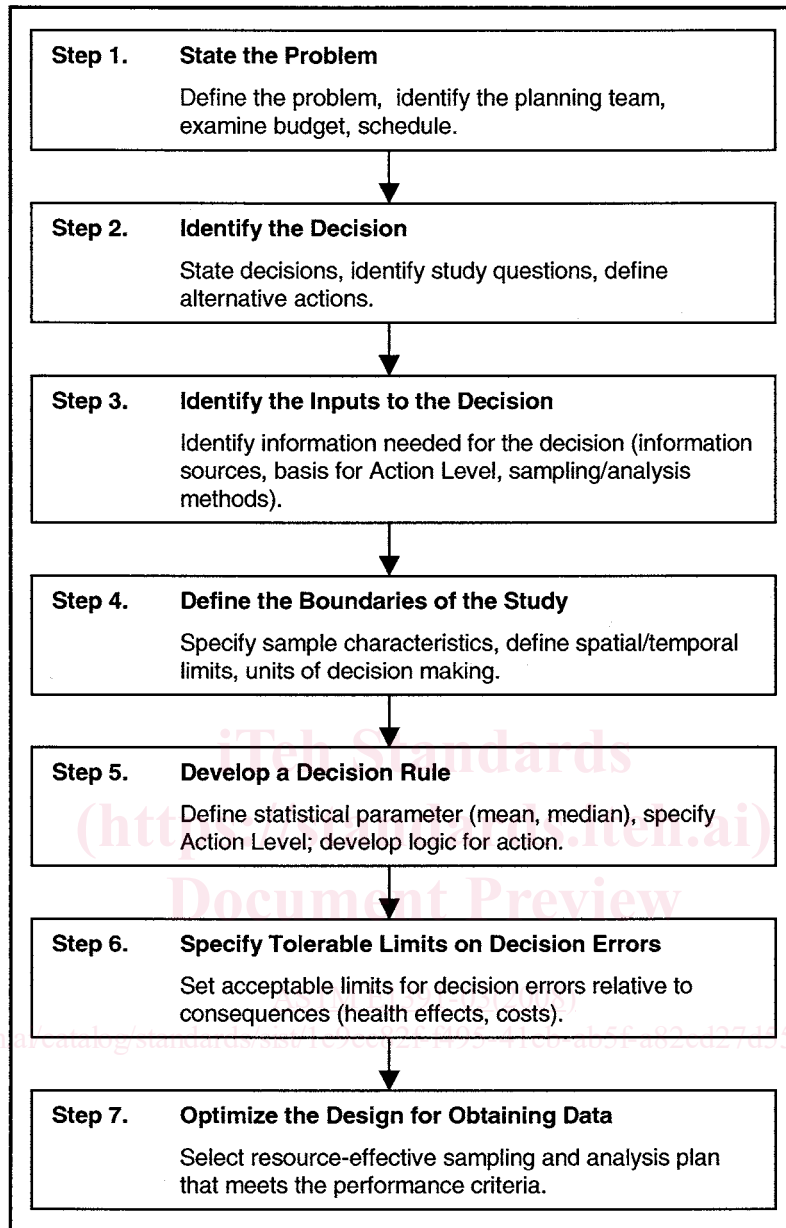 Step 1. State the Problem
Define the problem, identify the planning team,
examine budget, schedule.
Step 2. Identify the Decision
State decisions, identify study questions, define
alternative actions.
Step 3. Identify the Inputs to the Decision
Identify information needed for the decision (information
sources, basis for Action Level, sampling/analysis
methods).
Step 4. Define the Boundaries of the Study
Specify sample characteristics, define spatial/temporal
limits, units of decision making.
iTeh Standards
Step 5. Develop a Decision Rule
Define statistical parameter (mean, median), specify
(https://standards.iteh.ai)
Action Level; develop logic for action.
Document Preview
Step 6. Specify Tolerable Limits on Decision Errors
Set acceptable limits for decision errors relative to
consequences (health effects, costs).
Step 7. Optimize the Design for Obtaining Data
Select resource-effective sampling and analysis plan
that meets the performance criteria.